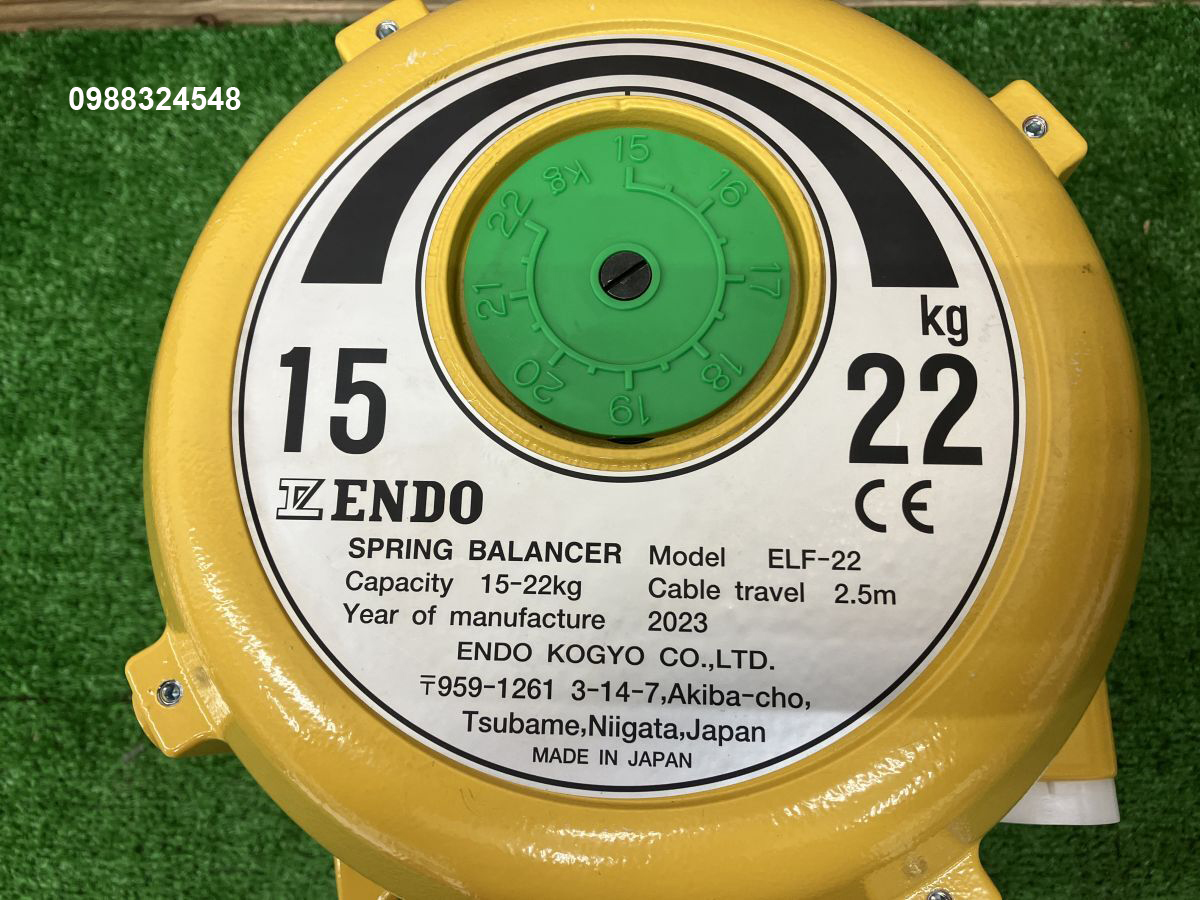 0988324548
15
16
17
18
19
20
21
22
kg
kg
15
22
ENDO
CE
SPRING BALANCER Model ELF-22
Capacity 15-22kg Cable travel 2.5m
Year of manufacture 2023
ENDO KOGYO CO.,LTD.
〒959-1261 3-14-7,Akiba-cho,
Tsubame,Niigata,Japan
MADE IN JAPAN